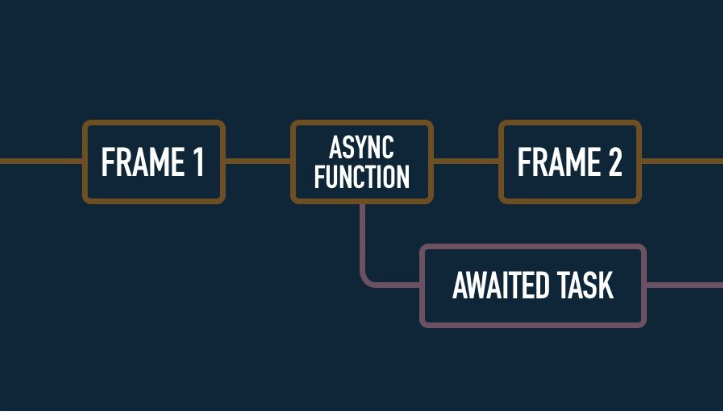 FRAME 1
ASYNC
FUNCTION
FRAME 2
AWAITED TASK